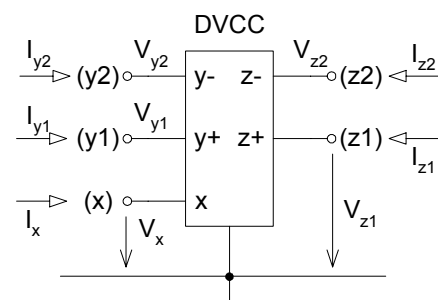 DVCC
I_y2 (y2) V_y2 y- z- V_z2 (z2) I_z2
I_y1 (y1) V_y1 y+ z+ (z1) I_z1
I_x (x) V_x x V_z1